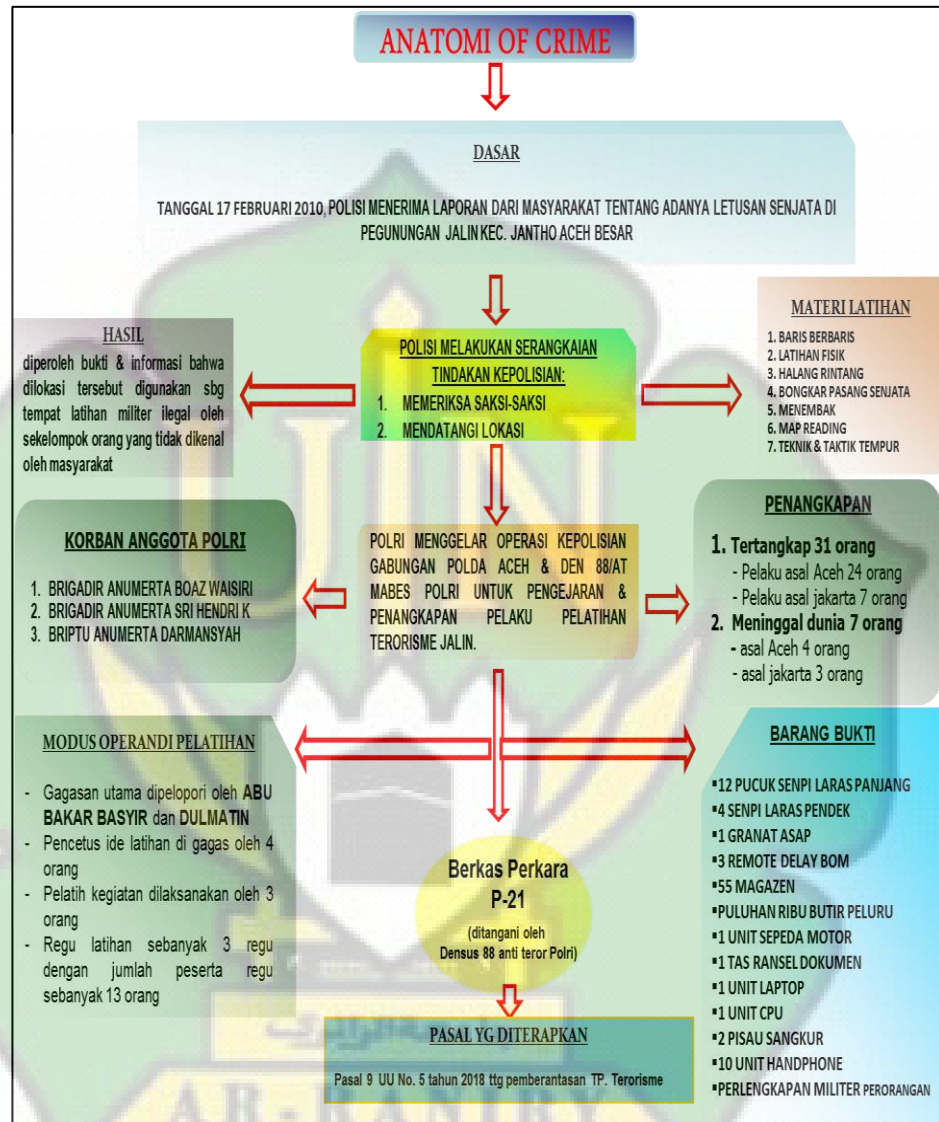 ANATOMI OF CRIME
DASAR
TANGGAL 17 FEBRUARI 2010, POLISI MENERIMA LAPORAN DARI MASYARAKAT TENTANG ADANYA LETUSAN SENJATA DI
PEGUNUNGAN JALIN KEC. JANTHO ACEH BESAR
HASIL
diperoleh bukti & informasi bahwa
dilokasi tersebut digunakan sbg
tempat latihan militer ilegal oleh
sekelompok orang yang tidak dikenal
oleh masyarakat
POLISI MELAKUKAN SERANGKAIAN
TINDAKAN KEPOLISIAN:
1. MEMERIKSA SAKSI-SAKSI
2. MENDATANGI LOKASI
MATERI LATIHAN
1. BARIS BERBARIS
2. LATIHAN FISIK
3. HALANG RINTANG
4. BONGKAR PASANG SENJATA
5. MENEMBAK
6. MAP READING
7. TEKNIK & TAKTIK TEMPUR
KORBAN ANGGOTA POLRI
1. BRIGADIR ANUMERTA BOAZ WAISIRI
2. BRIGADIR ANUMERTA SRI HENDRI K
3. BRIPTU ANUMERTA DARMANSYAH
POLRI MENGGELAR OPERASI KEPOLISIAN
GABUNGAN POLDA ACEH & DEN 88/AT
MABES POLRI UNTUK PENGEJARAN &
PENANGKAPAN PELAKU PELATIHAN
TERORISME JALIN.
PENANGKAPAN
1. Tertangkap 31 orang
- Pelaku asal Aceh 24 orang
- Pelaku asal jakarta 7 orang
2. Meninggal dunia 7 orang
- asal Aceh 4 orang
- asal jakarta 3 orang
MODUS OPERANDI PELATIHAN
- Gagasan utama dipelopori oleh ABU
BAKAR BASYIR dan DULMATIN
- Pencetus ide latihan di gagas oleh 4
orang
- Pelatih kegiatan dilaksanakan oleh 3
orang
- Regu latihan sebanyak 3 regu
dengan jumlah peserta regu
sebanyak 13 orang
Berkas Perkara
P-21
(ditangani oleh
Densus 88 anti teror Polri)
BARANG BUKTI
▪12 PUCUK SENPI LARAS PANJANG
▪4 SENPI LARAS PENDEK
▪1 GRANAT ASAP
▪3 REMOTE DELAY BOM
▪55 MAGAZEN
▪PULUHAN RIBU BUTIR PELURU
▪1 UNIT SEPEDA MOTOR
▪1 TAS RANSEL DOKUMEN
▪1 UNIT LAPTOP
▪1 UNIT CPU
▪2 PISAU SANGKUR
▪10 UNIT HANDPHONE
▪PERLENGKAPAN MILITER PERORANGAN
PASAL YG DITERAPKAN
Pasal 9 UU No. 5 tahun 2018 ttg pemberantasan TP. Terorisme
UIN
جامعة الرانري
AR-RANIRY